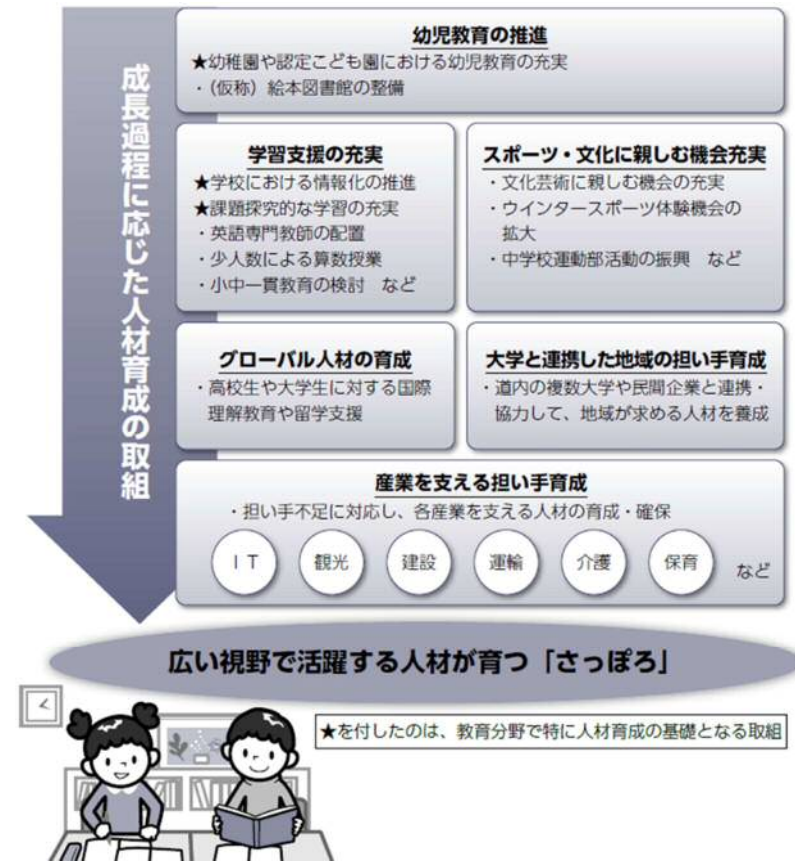 成長過程に応じた人材育成の取組
幼児教育の推進
★幼稚園や認定こども園における幼児教育の充実
・(仮称) 絵本図書館の整備
学習支援の充実
★学校における情報化の推進
★課題探究的な学習の充実
・英語専門教師の配置
・少人数による算数授業
・小中一貫教育の検討　など
スポーツ・文化に親しむ機会充実
・文化芸術に親しむ機会の充実
・ウインタースポーツ体験機会の
拡大
・中学校運動部活動の振興　など
グローバル人材の育成
・高校生や大学生に対する国際
理解教育や留学支援
大学と連携した地域の担い手育成
・道内の複数大学や民間企業と連携・
協力して、地域が求める人材を養成
産業を支える担い手育成
・担い手不足に対応し、各産業を支える人材の育成・確保
ＩＴ
観光
建設
運輸
介護
保育
など
広い視野で活躍する人材が育つ「さっぽろ」
★を付したのは、教育分野で特に人材育成の基礎となる取組